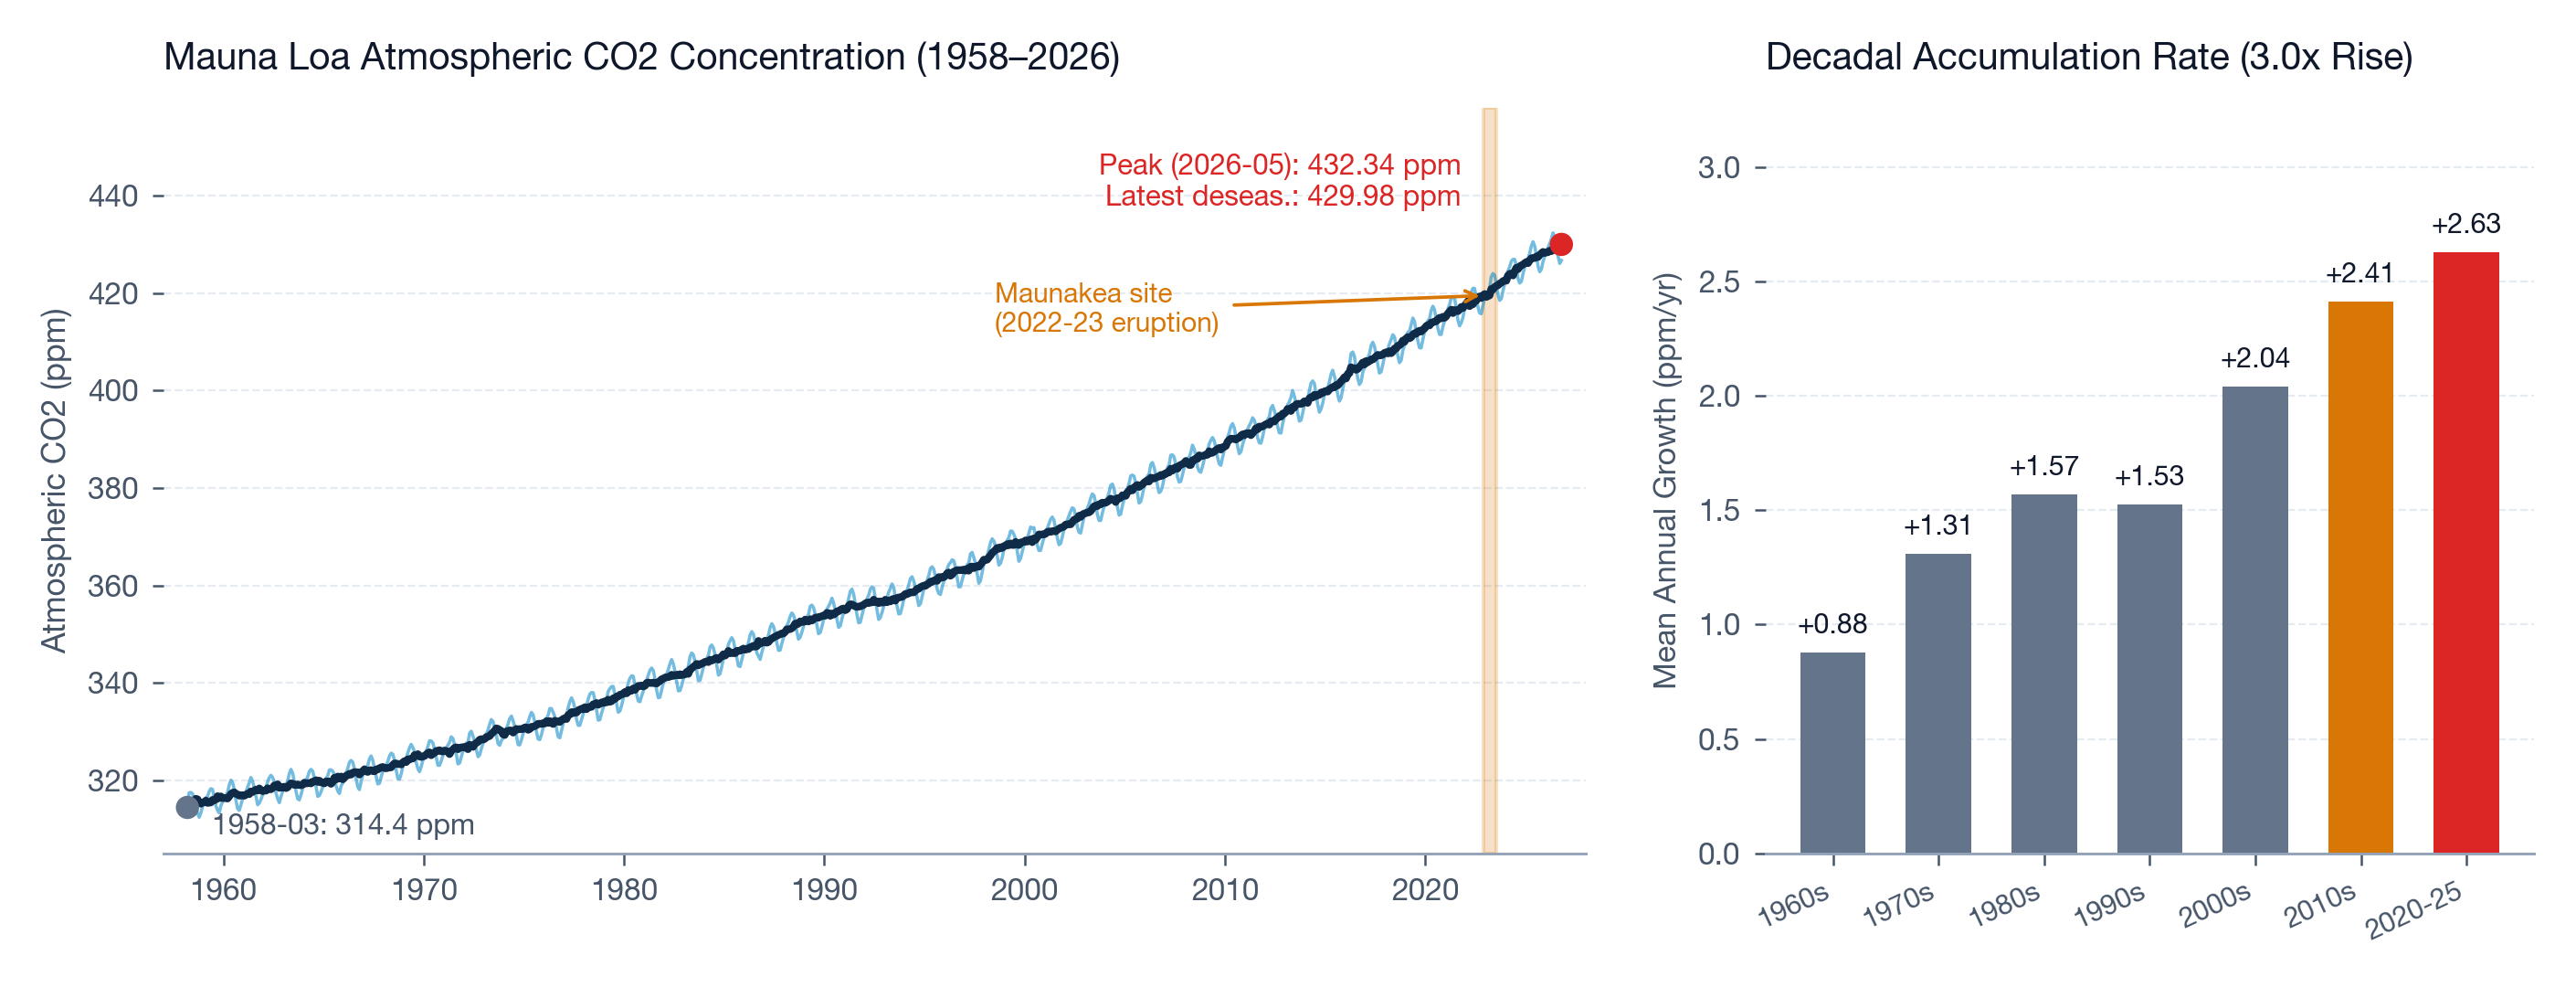 Mauna Loa Atmospheric CO2 Concentration (1958–2026)
Atmospheric CO2 (ppm)
440
420
400
380
360
340
320
Peak (2026-05): 432.34 ppm
Latest deseas.: 429.98 ppm
Maunakea site
(2022-23 eruption)
1958-03: 314.4 ppm
1960
1970
1980
1990
2000
2010
2020
Decadal Accumulation Rate (3.0x Rise)
Mean Annual Growth (ppm/yr)
3.0
2.5
2.0
1.5
1.0
0.5
0.0
+0.88
+1.31
+1.57
+1.53
+2.04
+2.41
+2.63
1960s
1970s
1980s
1990s
2000s
2010s
2020-25